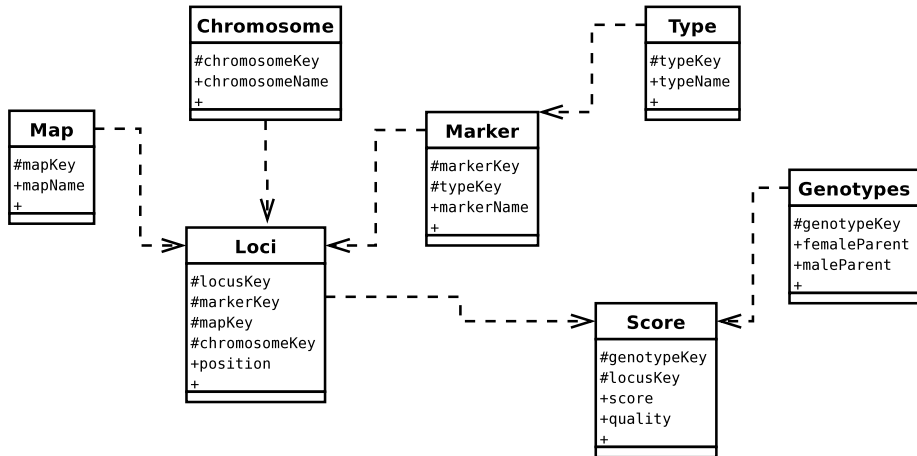 Chromosome
#chromosomeKey
+chromosomeName
+
Type
#typeKey
+typeName
+
Map
#mapKey
+mapName
+
Marker
#markerKey
#typeKey
+markerName
+
Genotypes
#genotypeKey
+femaleParent
+maleParent
+
Loci
#locusKey
#markerKey
#mapKey
#chromosomeKey
+position
+
Score
#genotypeKey
#locusKey
+score
+quality
+